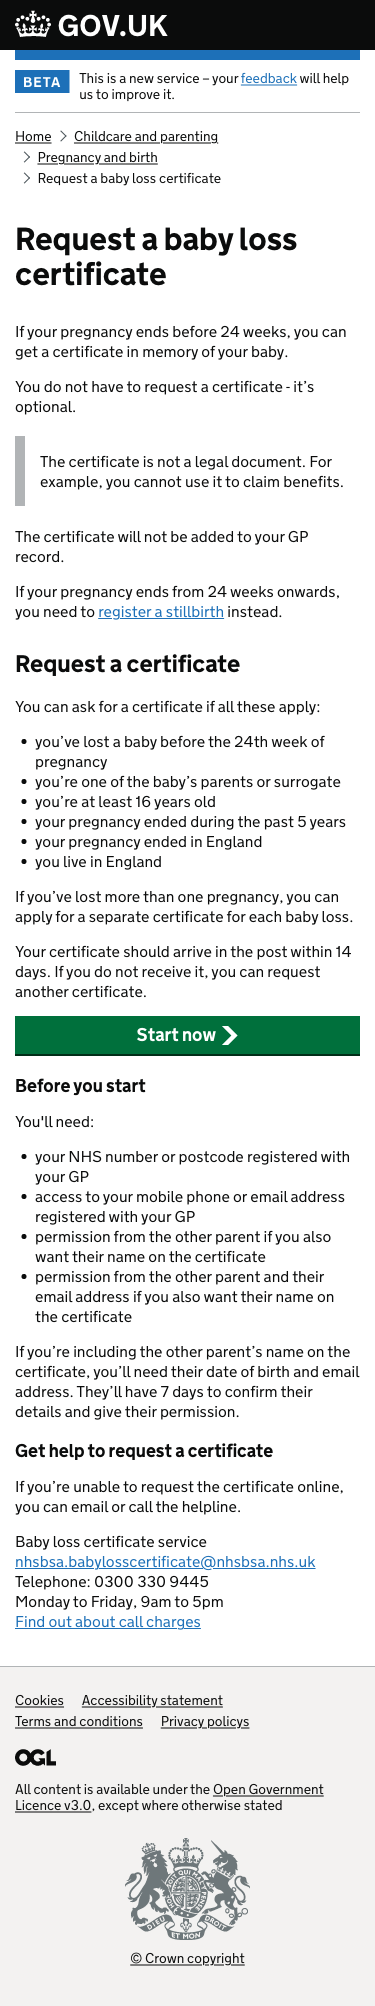 GOV.UK
BETA
This is a new service – your feedback will help
us to improve it.
Home
Childcare and parenting
Pregnancy and birth
Request a baby loss certificate
Request a baby loss
certificate
If your pregnancy ends before 24 weeks, you can
get a certificate in memory of your baby.
You do not have to request a certificate - it’s
optional.
The certificate is not a legal document. For
example, you cannot use it to claim benefits.
The certificate will not be added to your GP
record.
If your pregnancy ends from 24 weeks onwards,
you need to register a stillbirth instead.
Request a certificate
You can ask for a certificate if all these apply:
• you’ve lost a baby before the 24th week of
pregnancy
• you’re one of the baby’s parents or surrogate
• you’re at least 16 years old
• your pregnancy ended during the past 5 years
• your pregnancy ended in England
• you live in England
If you’ve lost more than one pregnancy, you can
apply for a separate certificate for each baby loss.
Your certificate should arrive in the post within 14
days. If you do not receive it, you can request
another certificate.
Start now
Before you start
You'll need:
• your NHS number or postcode registered with
your GP
• access to your mobile phone or email address
registered with your GP
• permission from the other parent if you also
want their name on the certificate
• permission from the other parent and their
email address if you also want their name on
the certificate
If you’re including the other parent’s name on the
certificate, you’ll need their date of birth and email
address. They’ll have 7 days to confirm their
details and give their permission.
Get help to request a certificate
If you’re unable to request the certificate online,
you can email or call the helpline.
Baby loss certificate service
nhsbsa.babylosscertificate@nhsbsa.nhs.uk
Telephone: 0300 330 9445
Monday to Friday, 9am to 5pm
Find out about call charges
Cookies Accessibility statement
Terms and conditions Privacy policys
OGL
All content is available under the Open Government
Licence v3.0, except where otherwise stated
DIEU ET MON DROIT
© Crown copyright